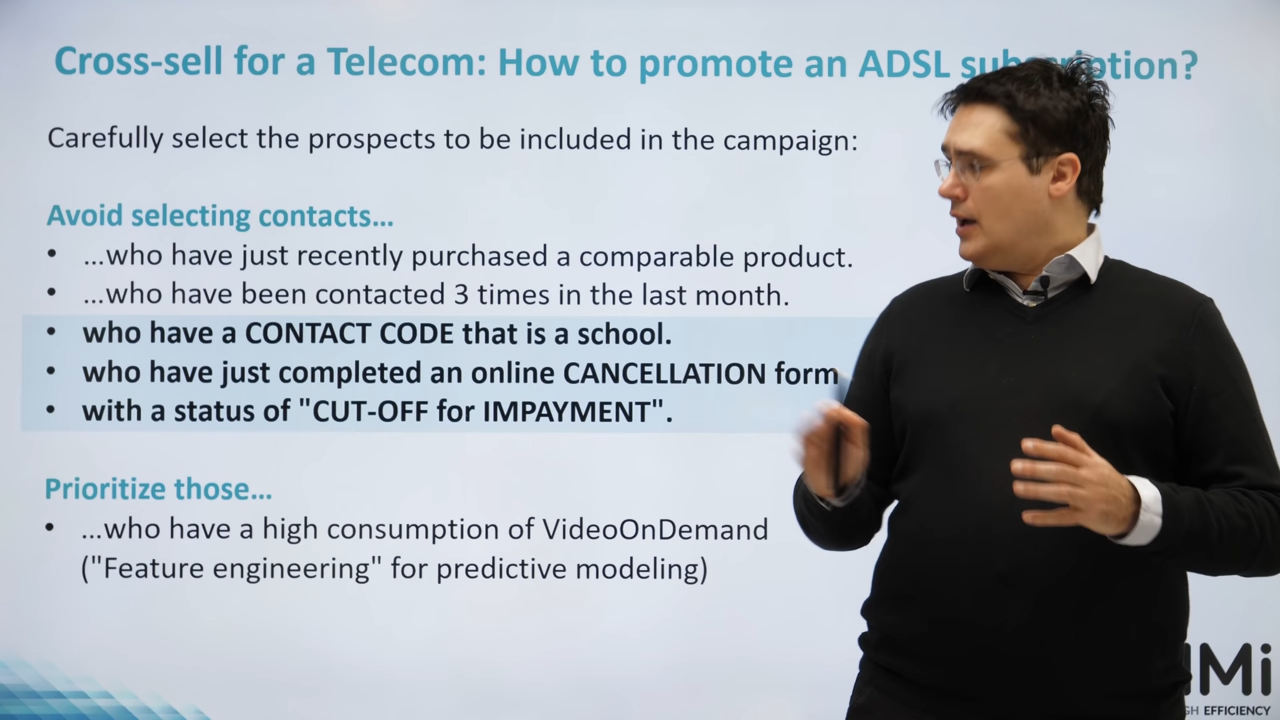 Cross-sell for a Telecom: How to promote an ADSL subscription?
Carefully select the prospects to be included in the campaign:
Avoid selecting contacts...
• ...who have just recently purchased a comparable product.
• ...who have been contacted 3 times in the last month.
• who have a CONTACT CODE that is a school.
• who have just completed an online CANCELLATION form
• with a status of "CUT-OFF for IMPAYMENT".
Prioritize those...
• ...who have a high consumption of VideoOnDemand
("Feature engineering" for predictive modeling)
EFFICIENCY